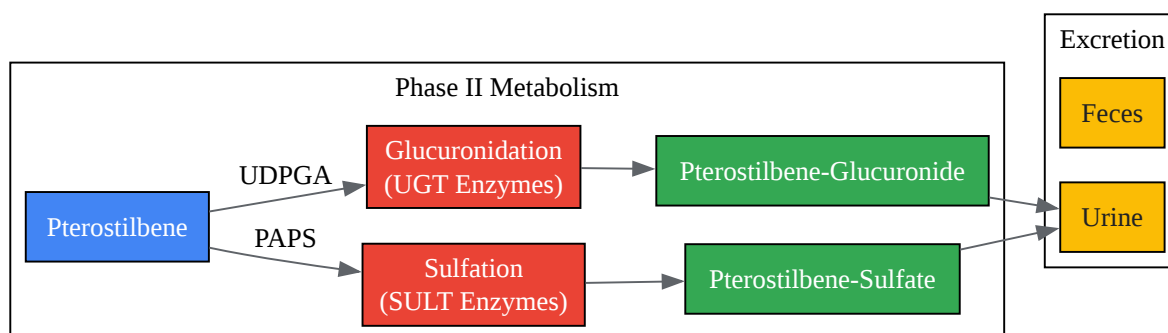 Excretion
Phase II Metabolism
Feces
UDPGA
Glucuronidation
(UGT Enzymes)
Pterostilbene-Glucuronide
Pterostilbene
Urine
PAPS
Sulfation
(SULT Enzymes)
Pterostilbene-Sulfate